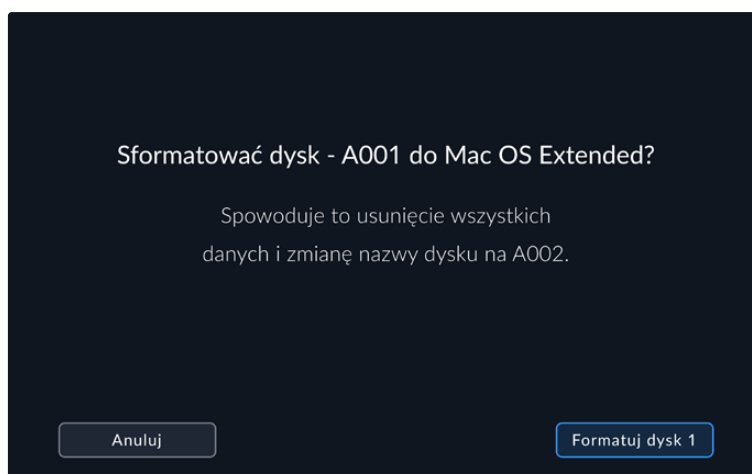 Sformatować dysk - A001 do Mac OS Extended?
Spowoduje to usunięcie wszystkich
danych i zmianę nazwy dysku na A002.
Anuluj
Formatuj dysk 1